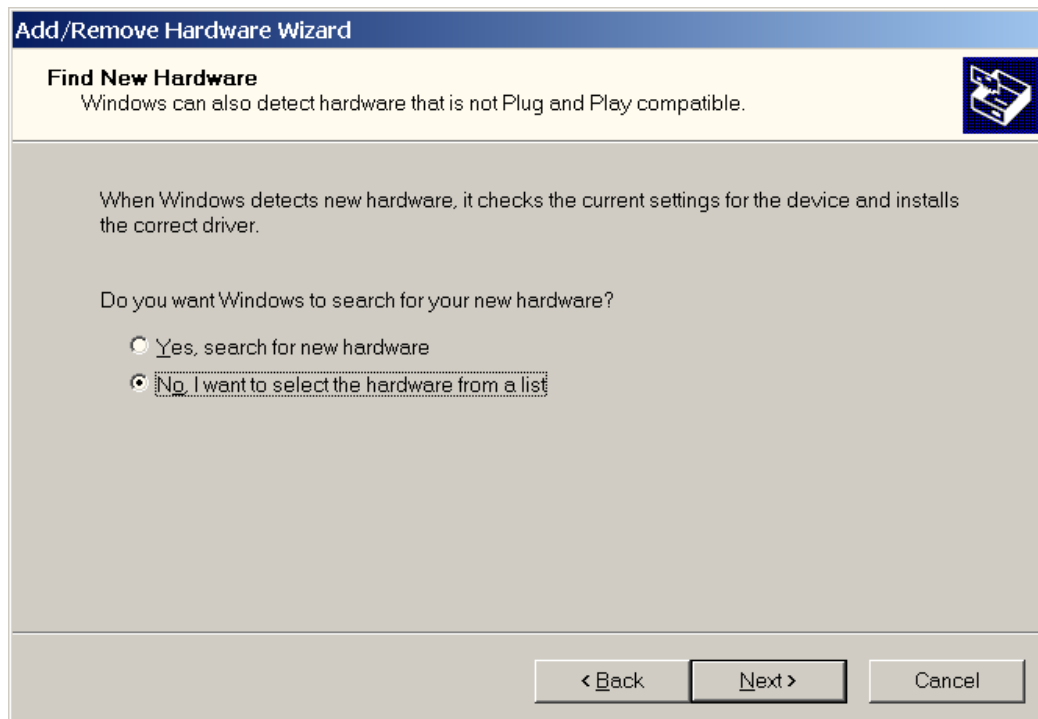 Add/Remove Hardware Wizard
Find New Hardware
Windows can also detect hardware that is not Plug and Play compatible.
When Windows detects new hardware, it checks the current settings for the device and installs
the correct driver.
Do you want Windows to search for your new hardware?
Yes, search for new hardware
No, I want to select the hardware from a list
< Back Next > Cancel